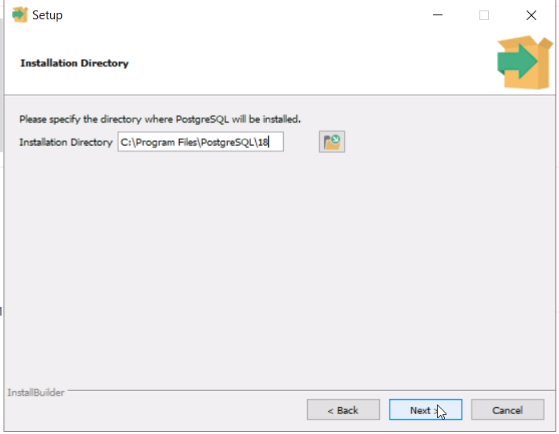 Setup
Installation Directory
Please specify the directory where PostgreSQL will be installed.
Installation Directory C:\Program Files\PostgreSQL\18
InstallBuilder
< Back Next > Cancel